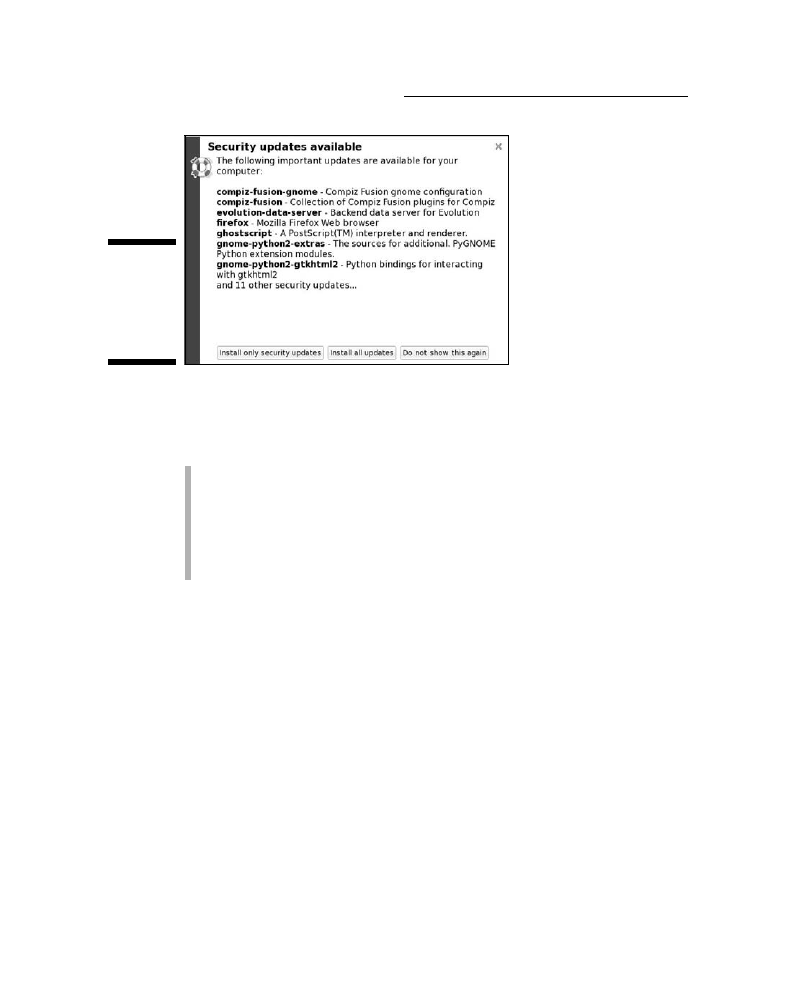 Security updates available
The following important updates are available for your
computer:
compiz-fusion-gnome - Compiz Fusion gnome configuration
compiz-fusion - Collection of Compiz Fusion plugins for Compiz
evolution-data-server - Backend data server for Evolution
firefox - Mozilla Firefox Web browser
ghostscript - A PostScript(TM) interpreter and renderer.
gnome-python2-extras - The sources for additional. PyGNOME
Python extension modules.
gnome-python2-gtkhtml2 - Python bindings for interacting
with gtkhtml2
and 11 other security updates...
Install only security updates Install all updates Do not show this again